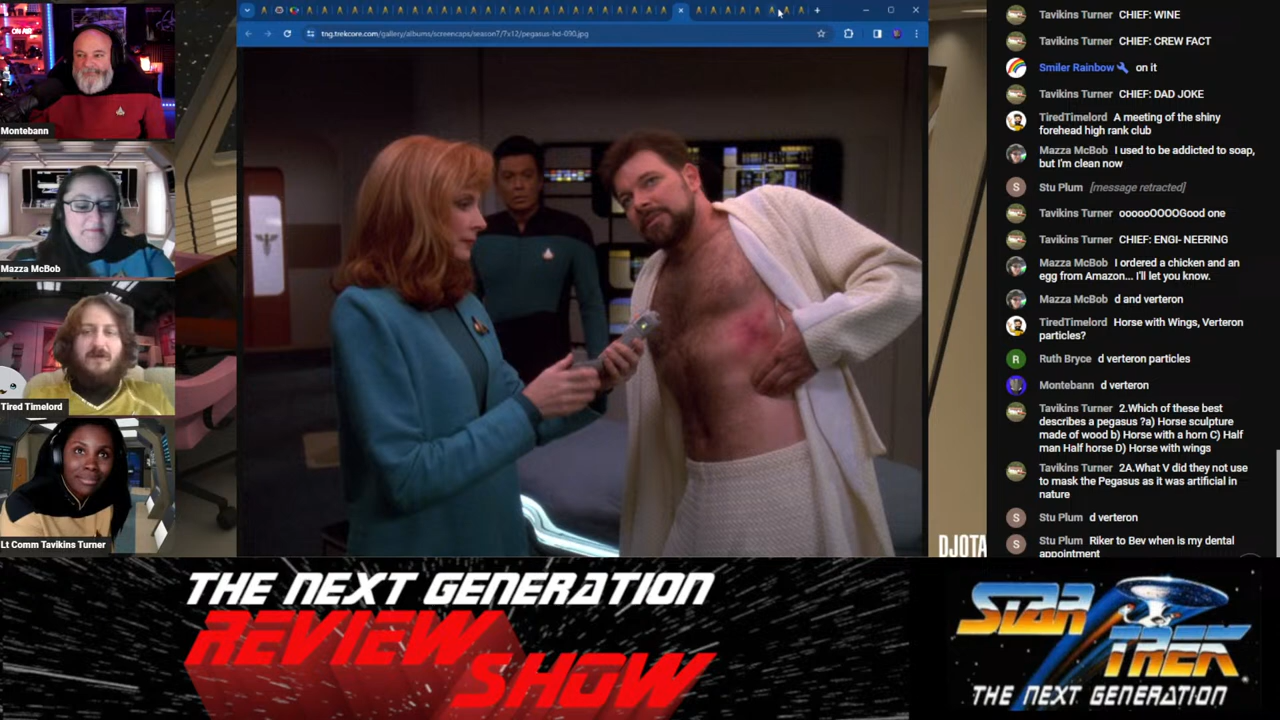 ON AIR
Montebann
Mazza McBob
Tired Timelord
Lt Comm Tavikins Turner
tng.trekcore.com/gallery/albums/screencaps/season7/7x12/pegasus-hd-090.jpg
Tavikins Turner CHIEF: WINE
Tavikins Turner CHIEF: CREW FACT
Smiler Rainbow on it
Tavikins Turner CHIEF: DAD JOKE
TiredTimelord A meeting of the shiny
forehead high rank club
Mazza McBob I used to be addicted to soap,
but I'm clean now
S Stu Plum [message retracted]
Tavikins Turner oooooOOOOGood one
Tavikins Turner CHIEF: ENGI- NEERING
Mazza McBob I ordered a chicken and an
egg from Amazon... I'll let you know.
Mazza McBob d and verteron
TiredTimelord Horse with Wings, Verteron
particles?
R Ruth Bryce d verteron particles
Montebann d verteron
Tavikins Turner 2.Which of these best
describes a pegasus ?a) Horse sculpture
made of wood b) Horse with a horn C) Half
man Half horse D) Horse with wings
Tavikins Turner 2A.What V did they not use
to mask the Pegasus as it was artificial in
nature
S Stu Plum d verteron
S Stu Plum Riker to Bev when is my dental
appointment
DJOTA
THE NEXT GENERATION
REVIEW
SHOW
STAR
TREK
THE NEXT GENERATION